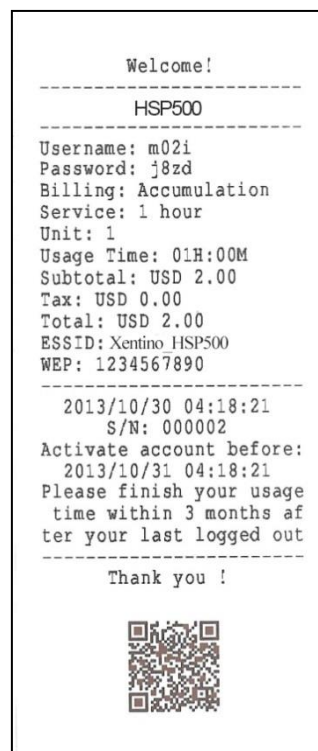 Welcome!
------------------------
HSP500
------------------------
Username: m02i
Password: j8zd
Billing: Accumulation
Service: 1 hour
Unit: 1
Usage Time: 01H:00M
Subtotal: USD 2.00
Tax: USD 0.00
Total: USD 2.00
ESSID: Xentino_HSP500
WEP: 1234567890
------------------------
2013/10/30 04:18:21
S/N: 000002
Activate account before:
2013/10/31 04:18:21
Please finish your usage
time within 3 months af
ter your last logged out
------------------------
Thank you !